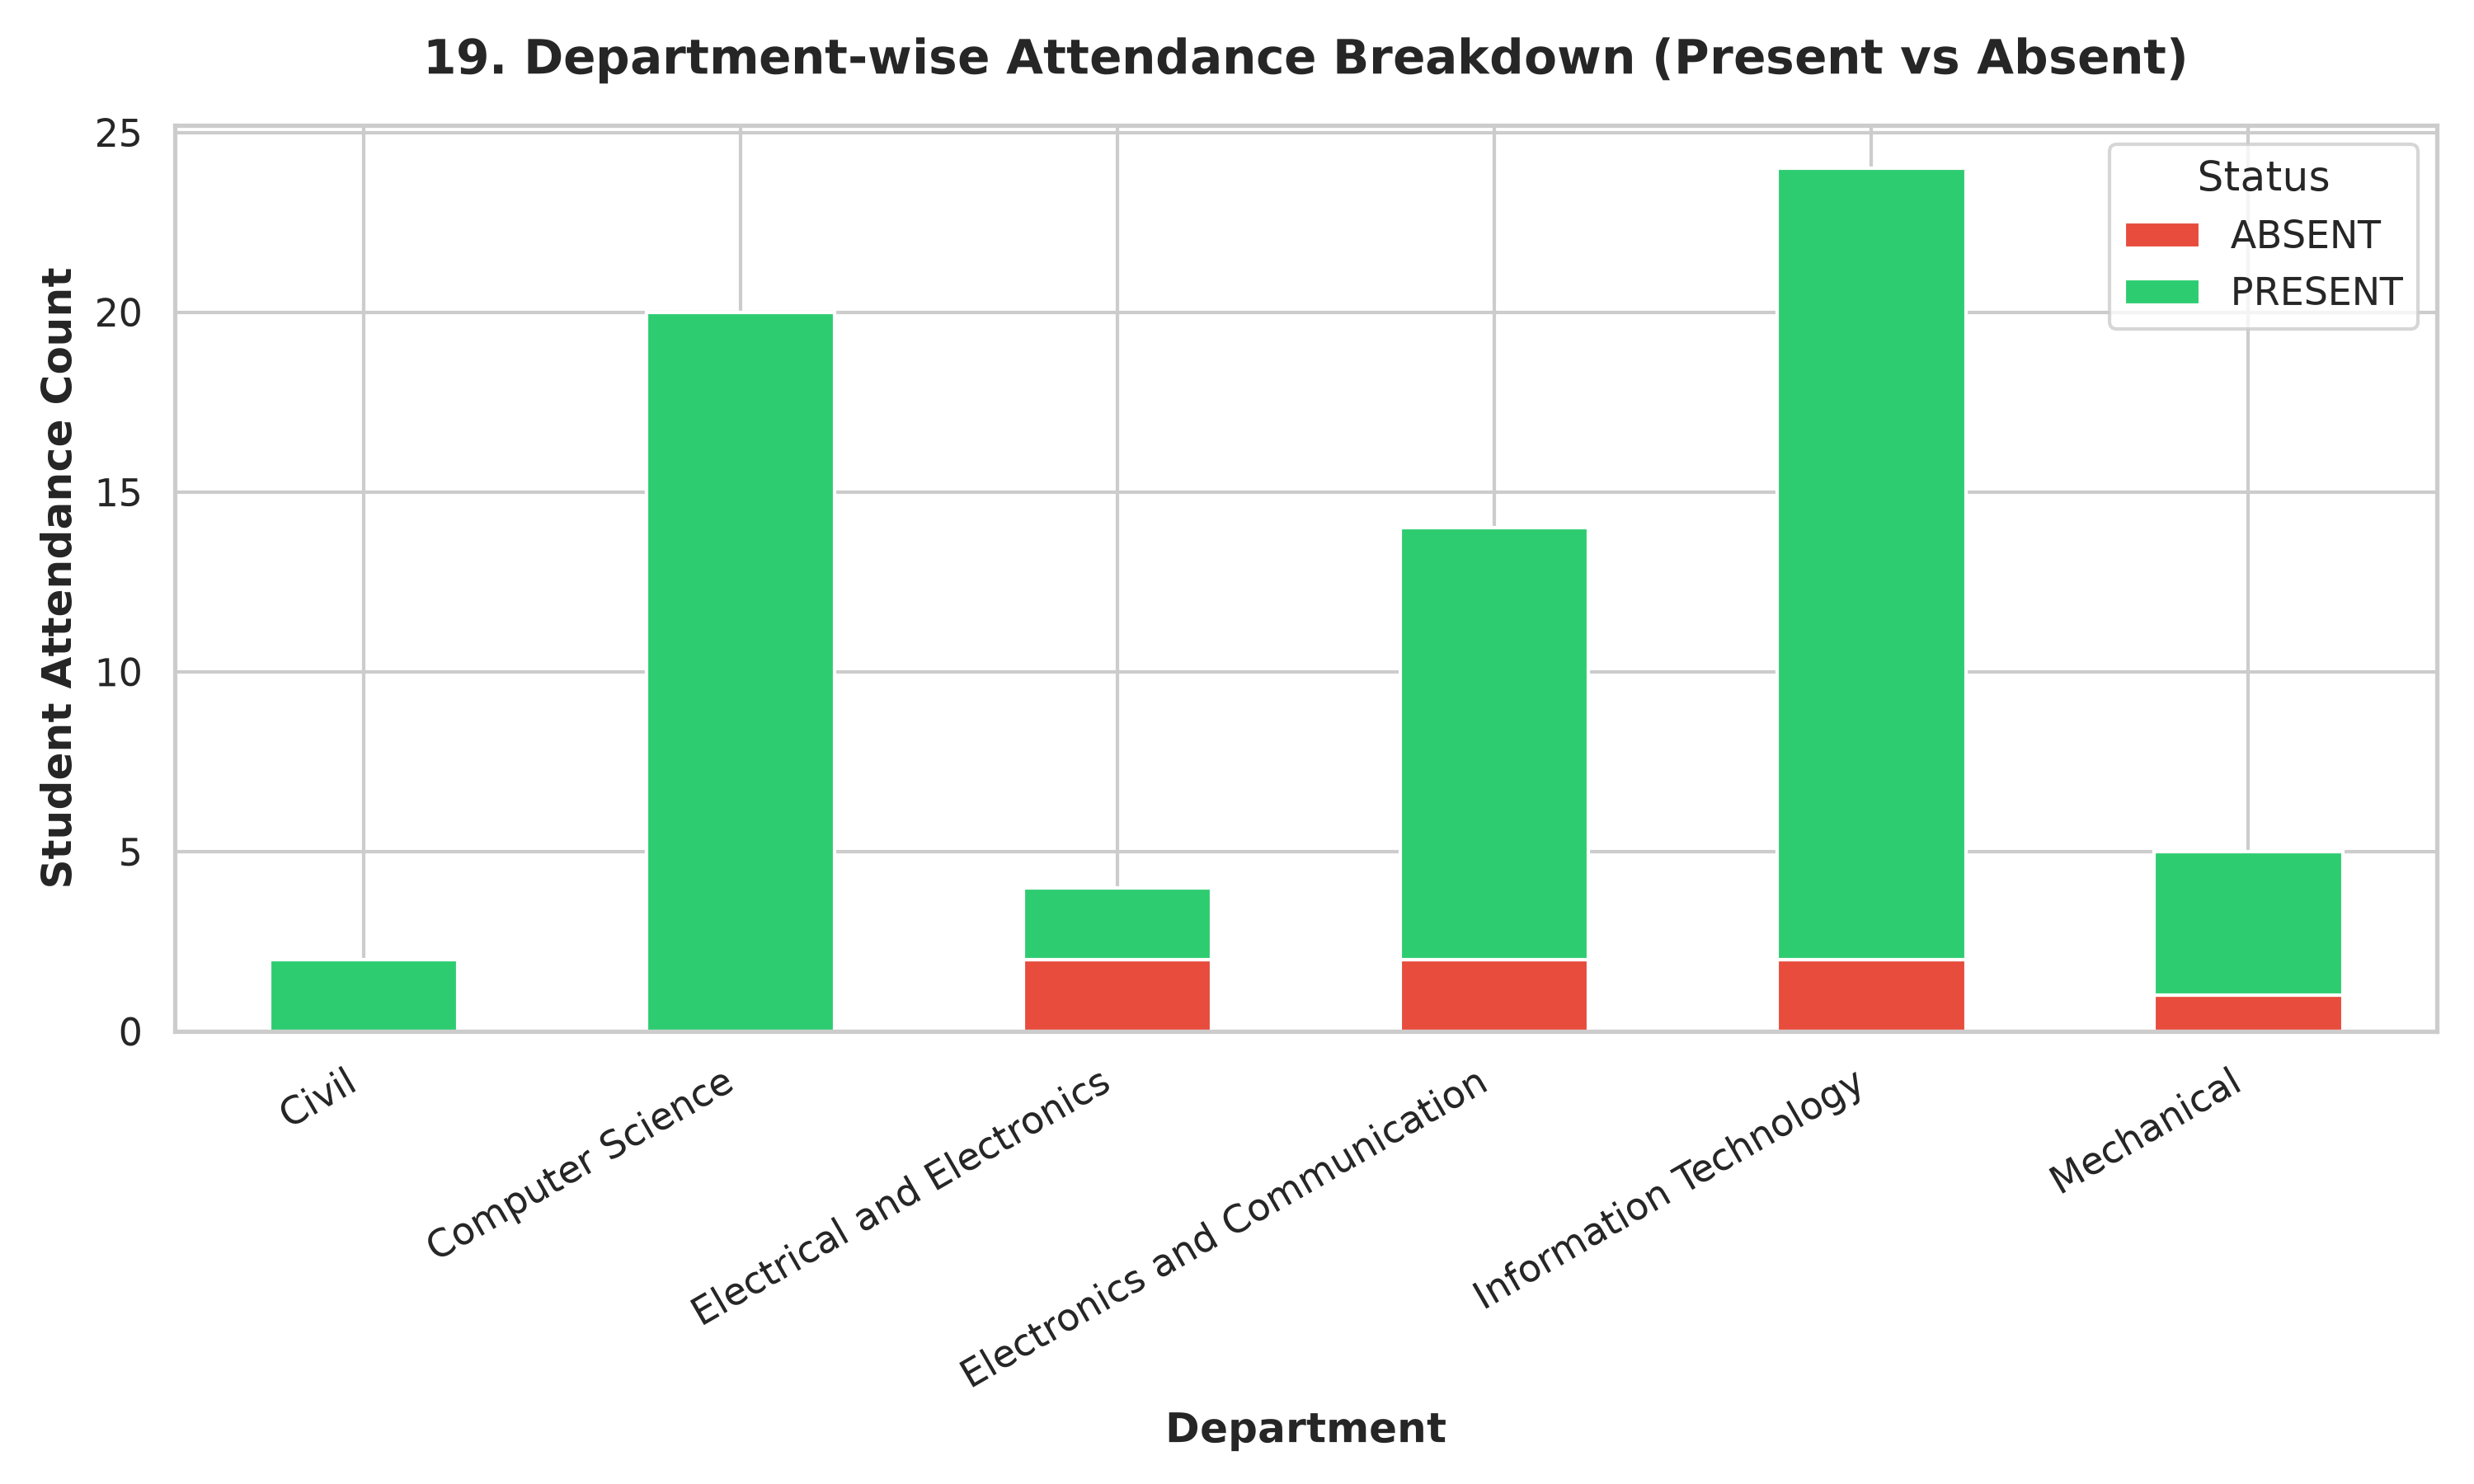 19. Department-wise Attendance Breakdown (Present vs Absent)
Student Attendance Count
25
20
15
10
5
0
Status
ABSENT
PRESENT
Civil
Computer Science
Electrical and Electronics
Electronics and Communication
Information Technology
Mechanical
Department